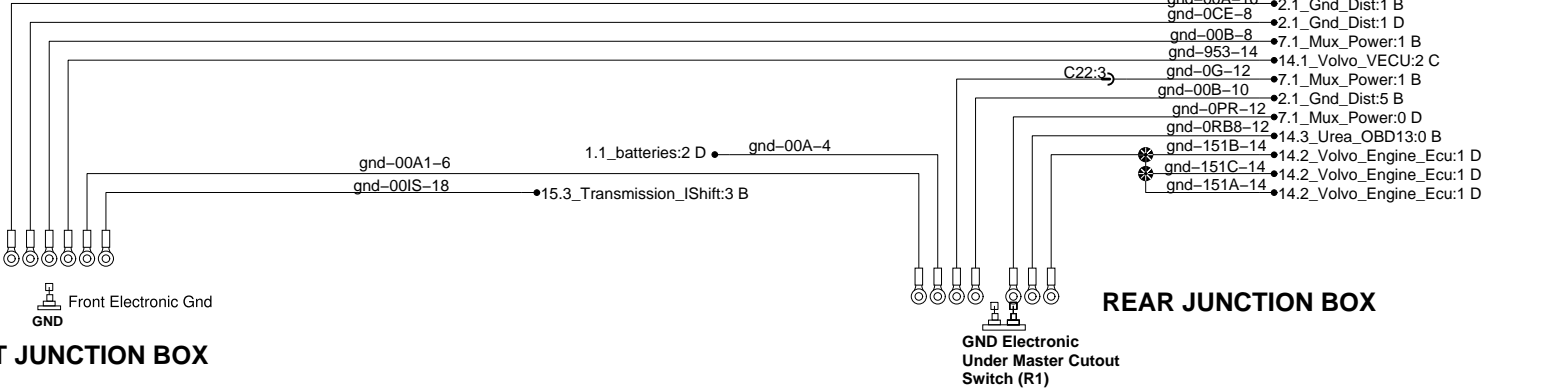 2.1_Gnd_Dist:1 B
gnd-0CE-8
2.1_Gnd_Dist:1 D
gnd-00B-8
7.1_Mux_Power:1 B
gnd-953-14
14.1_Volvo_VECU:2 C
C22:3
gnd-0G-12
7.1_Mux_Power:1 B
gnd-00B-10
2.1_Gnd_Dist:5 B
gnd-0PR-12
7.1_Mux_Power:0 D
gnd-0RB8-12
14.3_Urea_OBD13:0 B
1.1_batteries:2 D
gnd-00A-4
gnd-151B-14
14.2_Volvo_Engine_Ecu:1 D
gnd-00A1-6
gnd-151C-14
14.2_Volvo_Engine_Ecu:1 D
gnd-00IS-18
15.3_Transmission_IShift:3 B
gnd-151A-14
14.2_Volvo_Engine_Ecu:1 D
Front Electronic Gnd
GND
REAR JUNCTION BOX
GND Electronic
Under Master Cutout
Switch (R1)
JUNCTION BOX